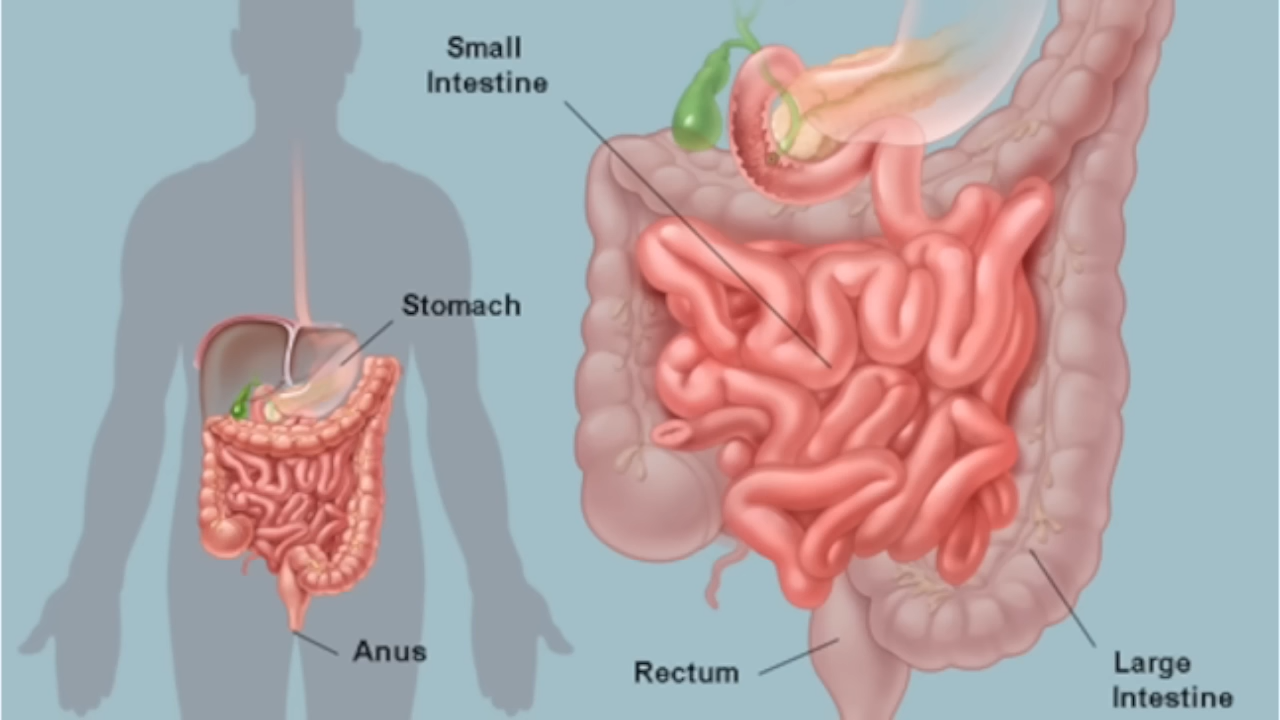 Small
Intestine
Stomach
Anus
Rectum
Large
Intestine